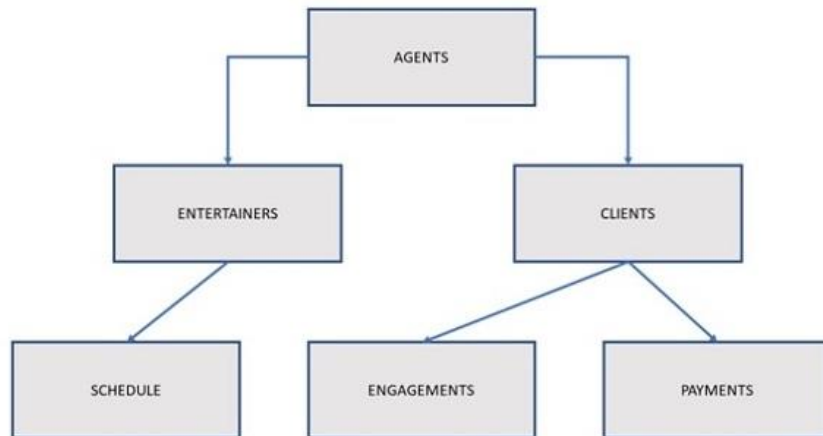 AGENTS
ENTERTAINERS
CLIENTS
SCHEDULE
ENGAGEMENTS
PAYMENTS